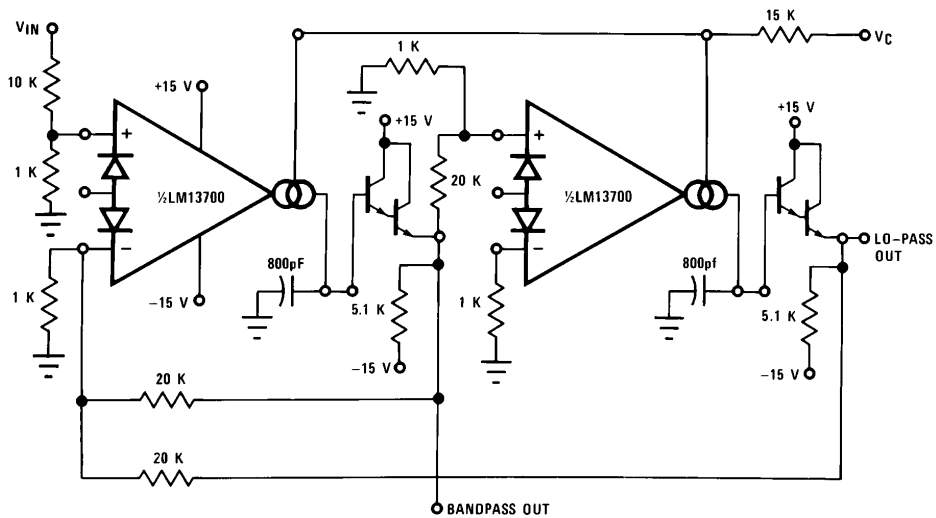 VIN
15 K
VC
1 K
10 K
+15 V
+15 V
+15 V
+
+
1 K
½LM13700
20 K
½LM13700
−
−
LO-PASS
OUT
800pF
800pf
1 K
−15 V
5.1 K
1 K
5.1 K
−15 V
−15 V
20 K
20 K
BANDPASS OUT